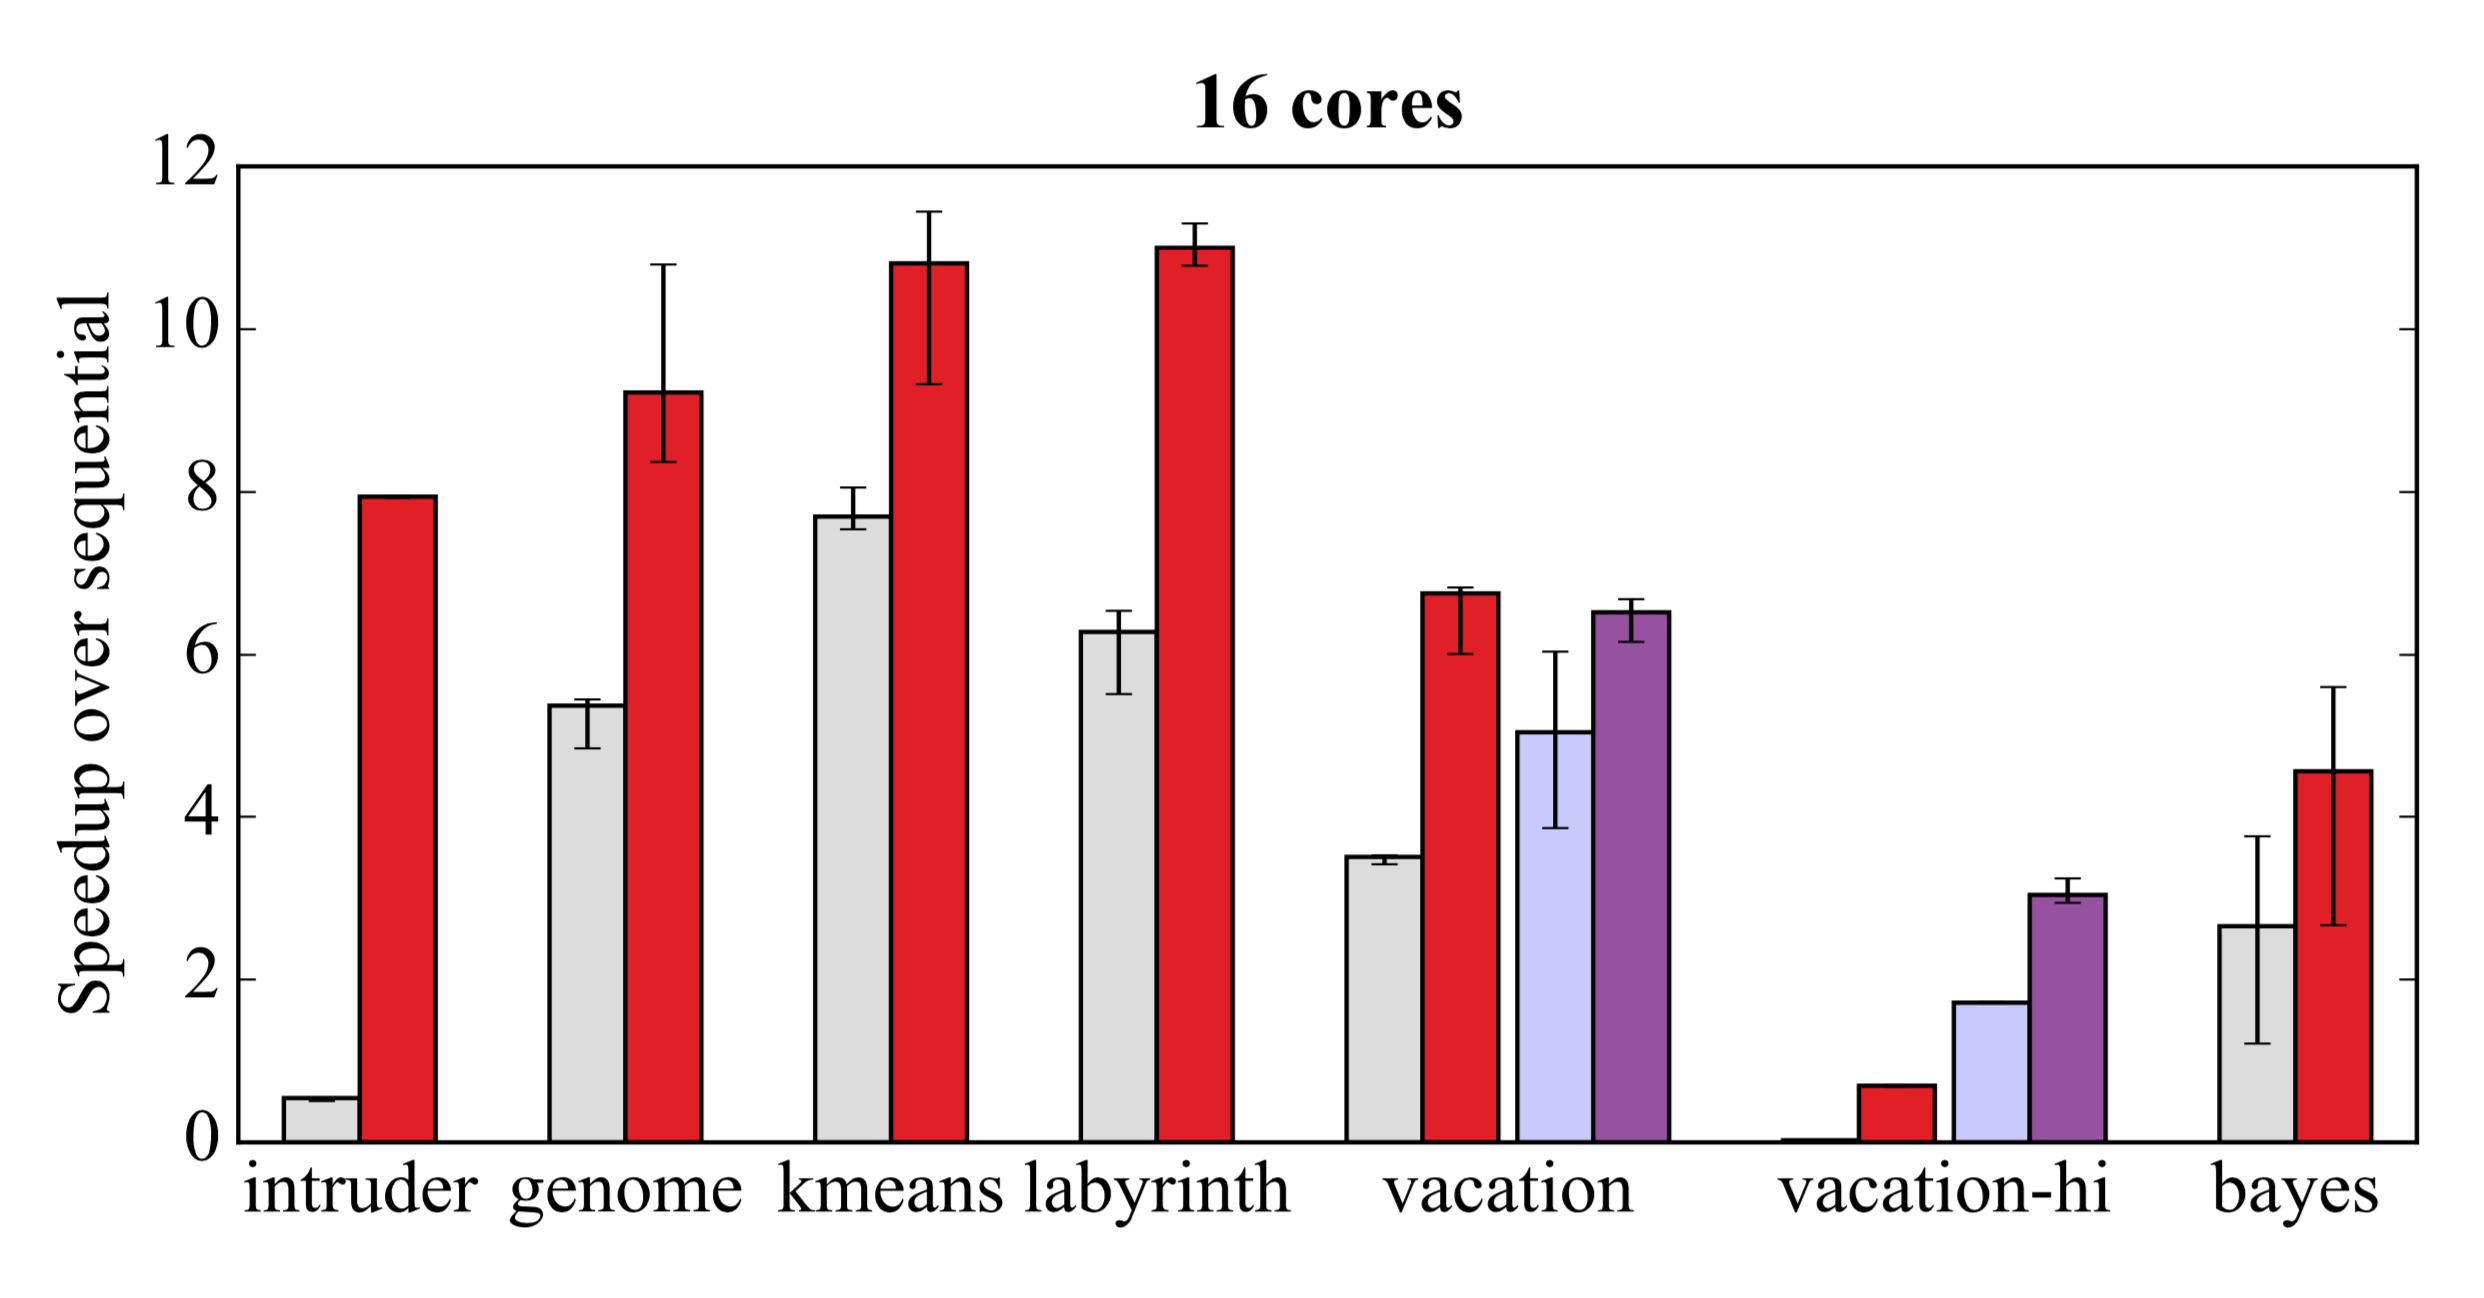 16 cores
Speedup over sequential
12
10
8
6
4
2
0
intruder genome kmeans labyrinth vacation vacation-hi bayes